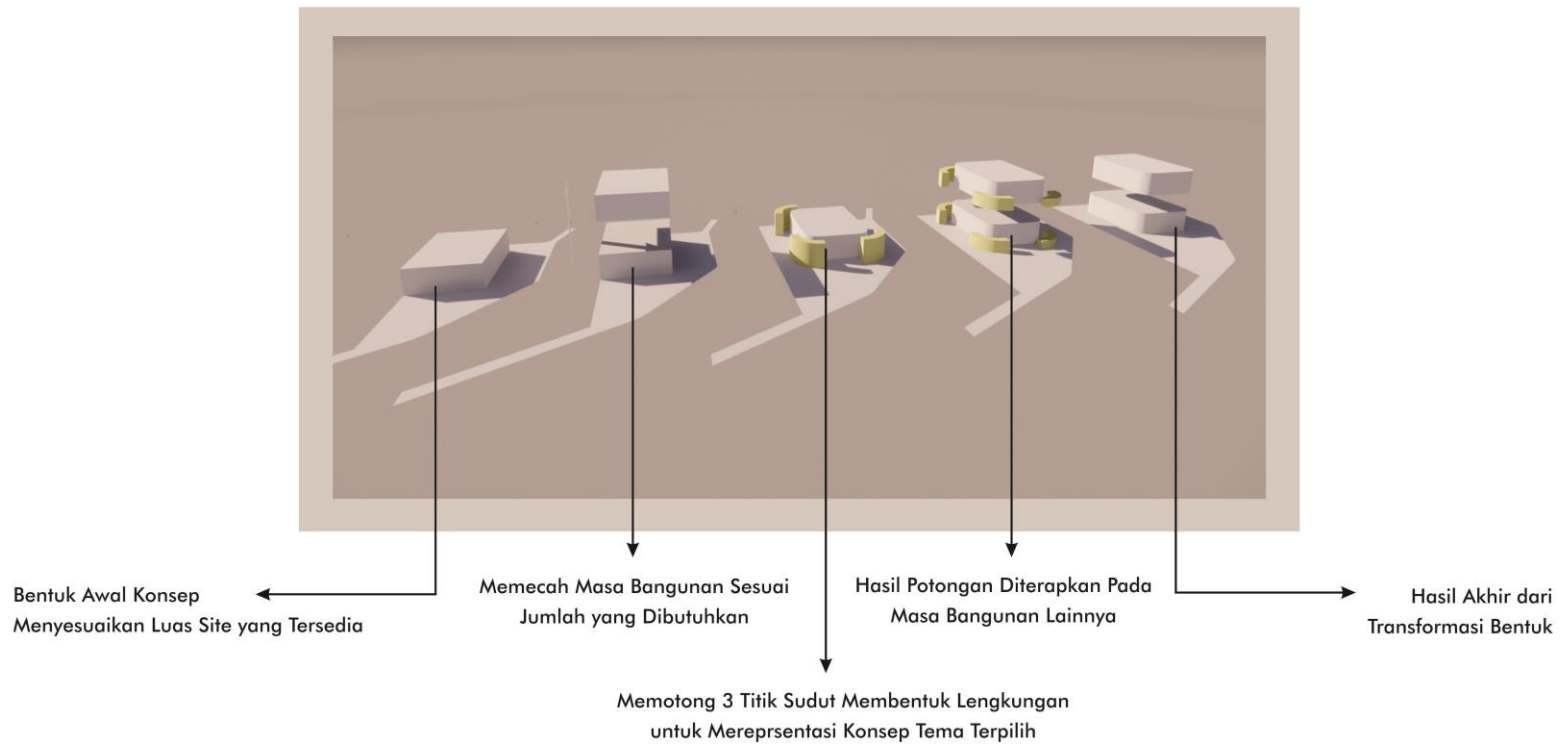 Bentuk Awal Konsep
Menyesuaikan Luas Site yang Tersedia
Memecah Masa Bangunan Sesuai
Jumlah yang Dibutuhkan
Memotong 3 Titik Sudut Membentuk Lengkungan
untuk Mereprsentasi Konsep Tema Terpilih
Hasil Potongan Diterapkan Pada
Masa Bangunan Lainnya
Hasil Akhir dari
Transformasi Bentuk